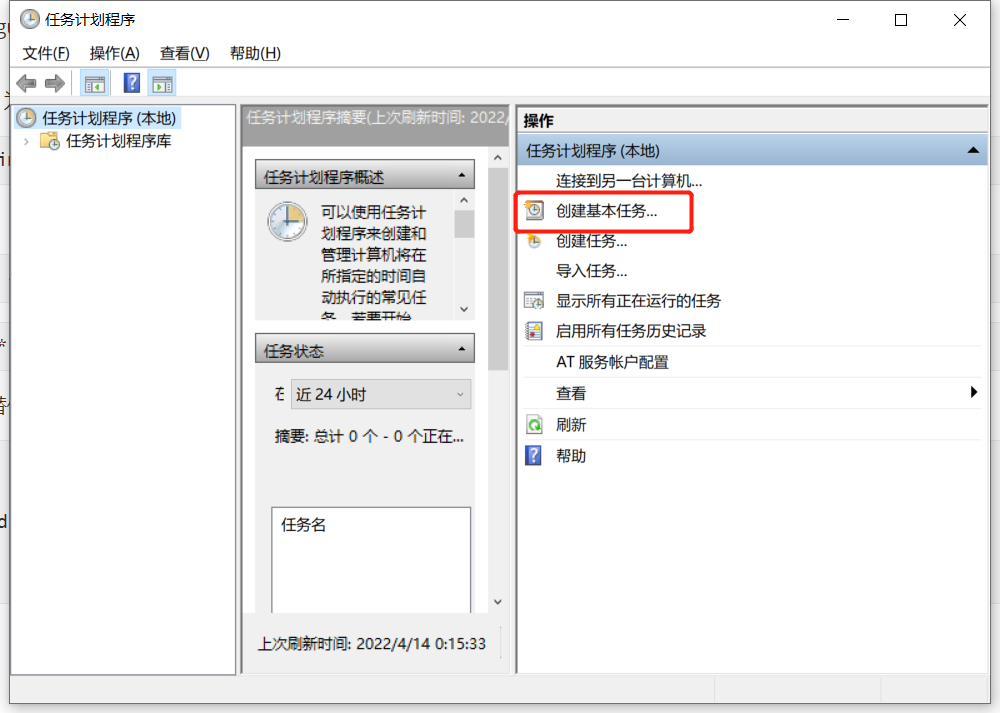 任务计划程序
文件(F) 操作(A) 查看(V) 帮助(H)
任务计划程序 (本地)
任务计划程序库
任务计划程序摘要(上次刷新时间: 2022/
任务计划程序概述
可以使用任务计
划程序来创建和
管理计算机将在
所指定的时间自
动执行的常见任
务。若要开始
任务状态
近 24 小时
摘要: 总计 0 个 - 0 个正在...
任务名
上次刷新时间: 2022/4/14 0:15:33
操作
任务计划程序 (本地)
连接到另一台计算机...
创建基本任务...
创建任务...
导入任务...
显示所有正在运行的任务
启用所有任务历史记录
AT 服务帐户配置
查看
刷新
帮助